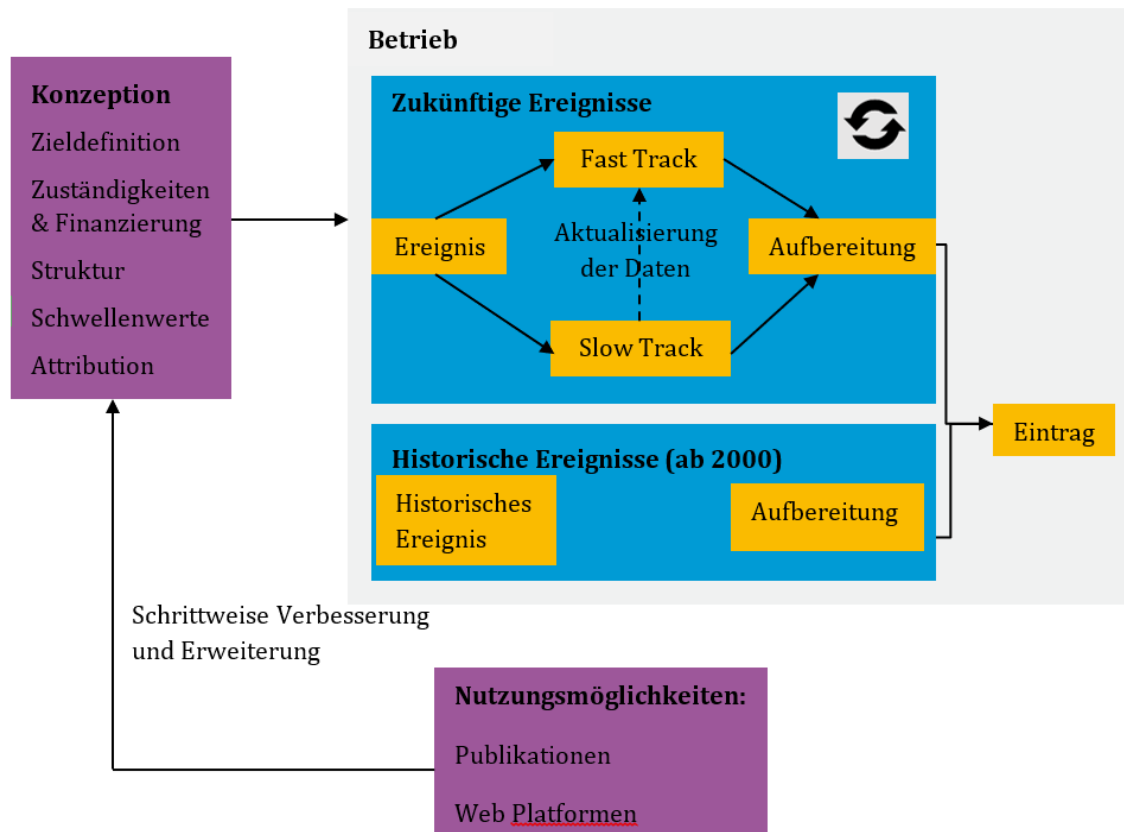 Konzeption
Zieldefinition
Zuständigkeiten
& Finanzierung
Struktur
Schwellenwerte
Attribution
Betrieb
Zukünftige Ereignisse
Fast Track
Ereignis
Aktualisierung
der Daten
Aufbereitung
Slow Track
Historische Ereignisse (ab 2000)
Historisches
Ereignis
Aufbereitung
Eintrag
Schrittweise Verbesserung
und Erweiterung
Nutzungsmöglichkeiten:
Publikationen
Web Platformen